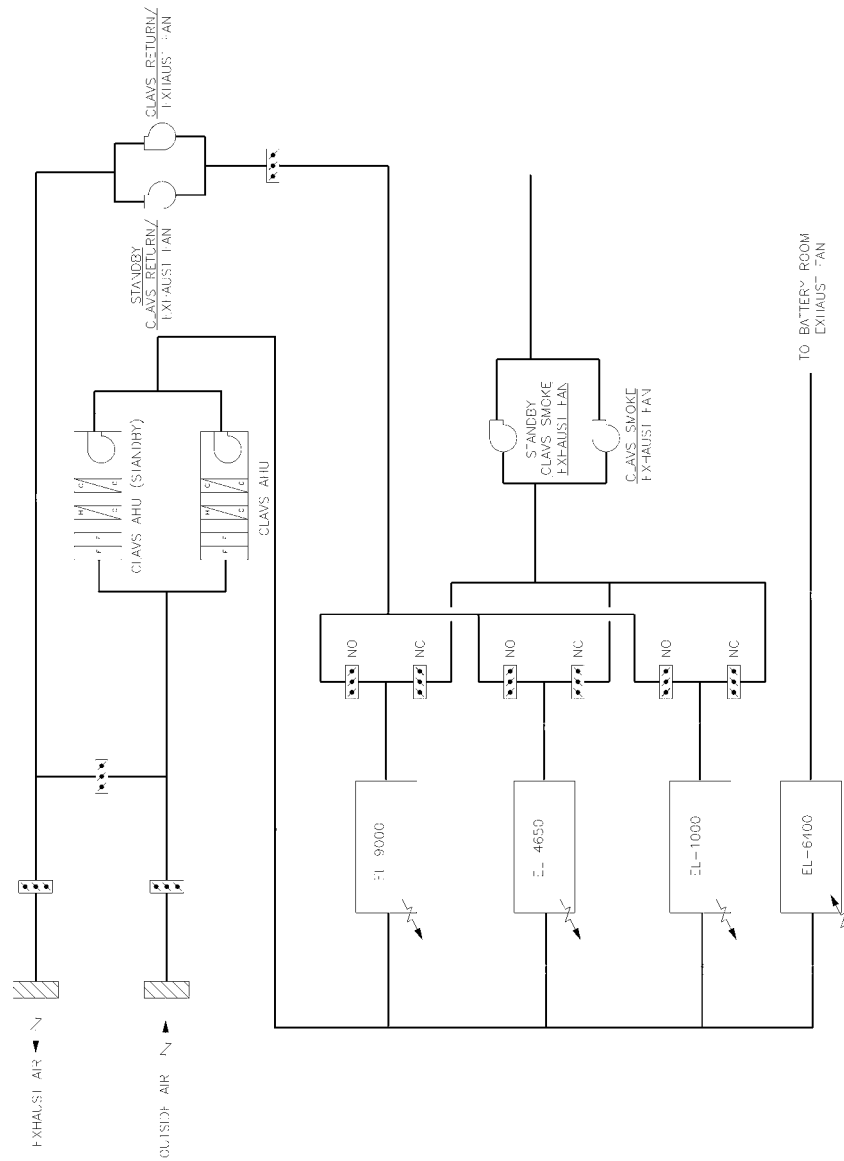 CLAVS RETURN/
EXHAUST FAN
STANDBY
CLAVS RETURN/
EXHAUST FAN
CLAVS AHU (STANDBY)
F
F
H
C
C
C
CLAVS AHU
F
F
H
C
C
C
STANDBY
CLAVS SMOKE
EXHAUST FAN
CLAVS SMOKE
EXHAUST FAN
TO BATTERY ROOM
EXHAUST FAN
NO
NC
NO
NC
NO
NC
EL 9000
EL 4650
EL-1000
EL-6400
EXHAUST AIR
OUTSIDE AIR